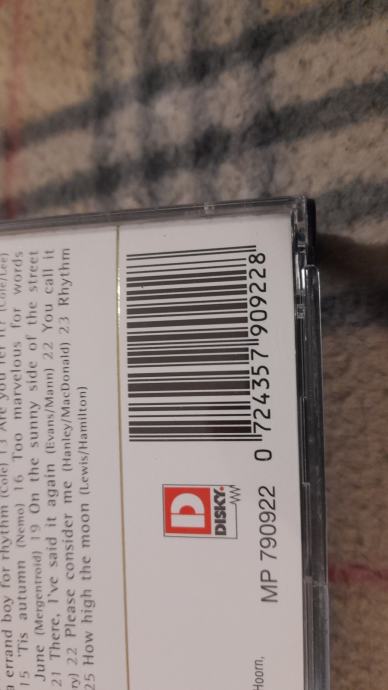 errand boy for rhythm (Cole) 13 Are you fer it? (Cole/Lee)
15 'Tis autumn (Nemo) 16 Too marvelous for words
June (Mergentroid) 19 On the sunny side of the street
21 There, I've said it again (Evans/Mann) 22 You call it
ry) 22 Please consider me (Hanley/MacDonald) 23 Rhythm
25 How high the moon (Lewis/Hamilton)
D
DISKY.
0 724357 909228
MP 790922
Hoorn,